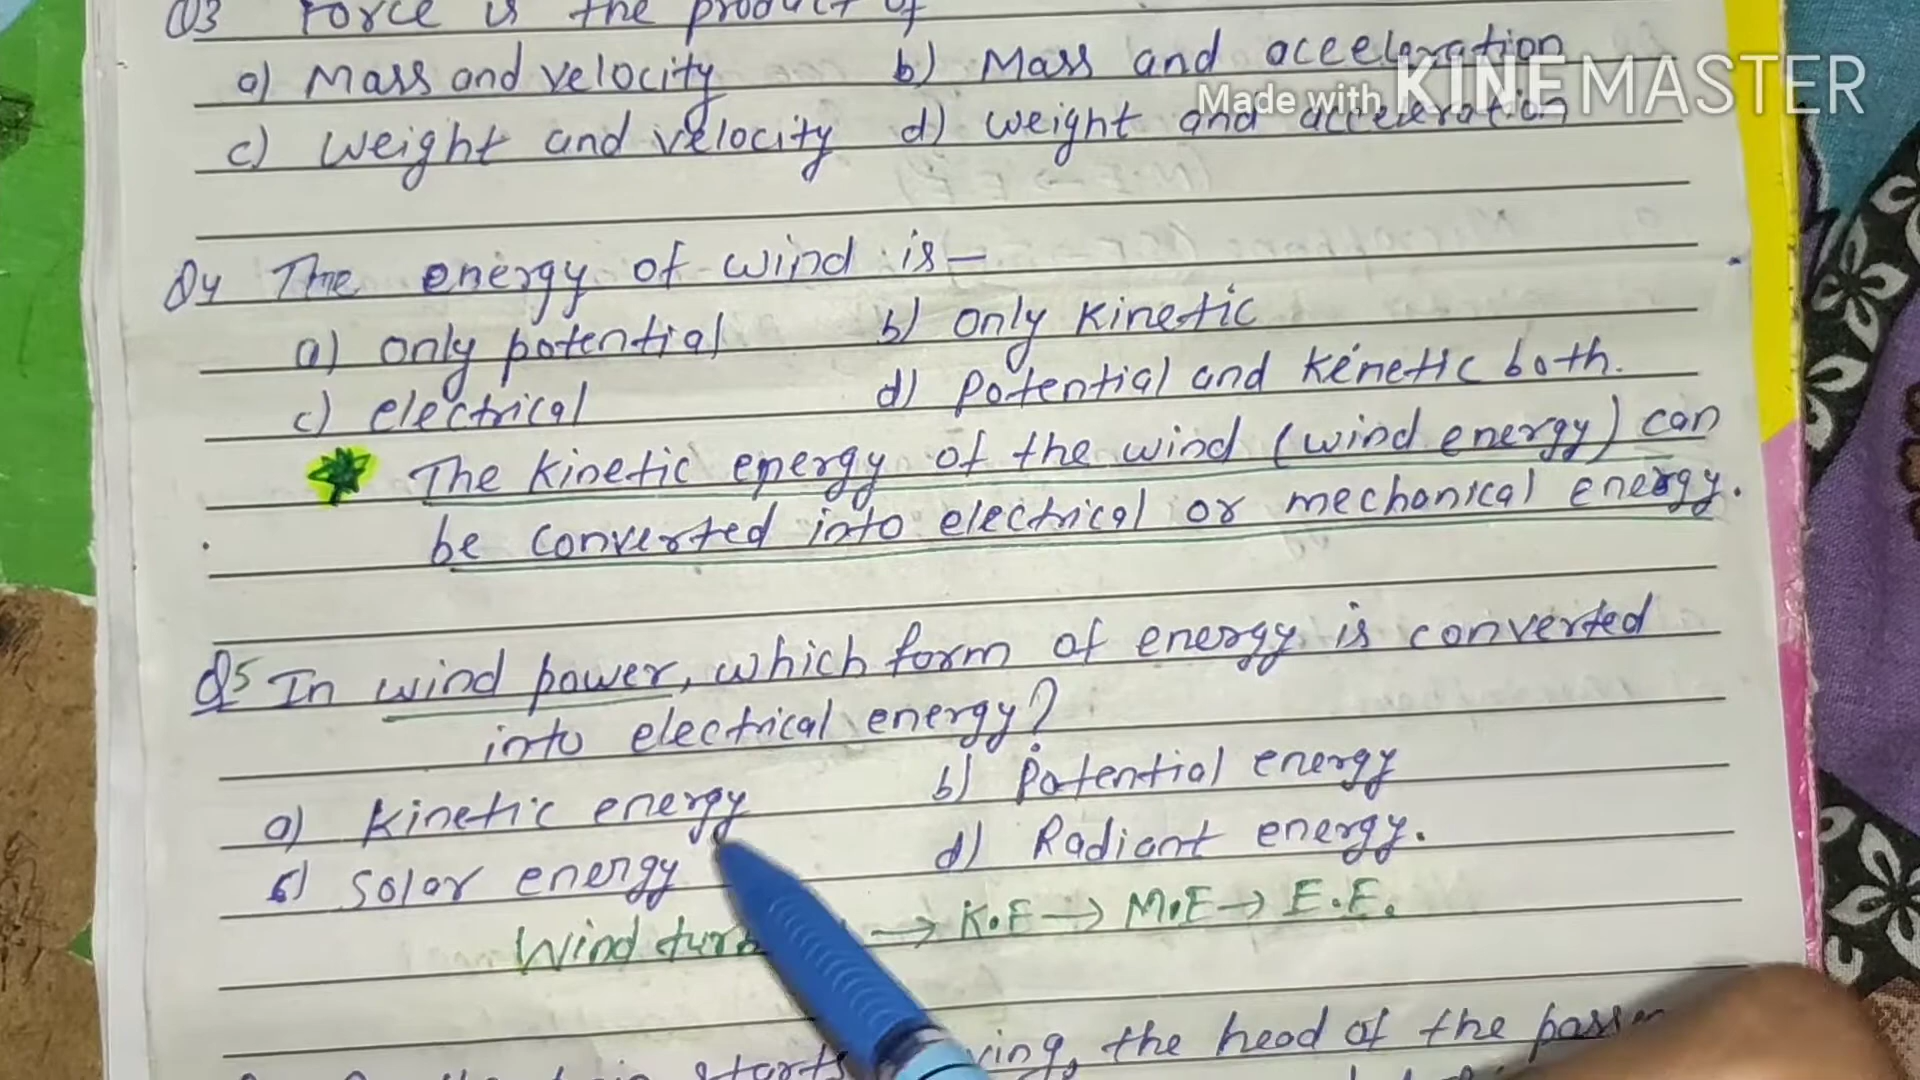 Q3 Force is the product of
a) Mass and velocity b) Mass and aceeleration
Made with KINEMASTER
c) Weight and velocity d) Weight and acceleration
Q4 The energy of wind is—
a) only potential b) only kinetic
c) electrical d) Potential and kenetic both.
The kinetic energy of the wind (wind energy) can
be converted into electrical or mechanical energy.
Q5 In wind power, which form of energy is converted
into electrical energy?
a) Kinetic energy b) Potential energy
c) Solar energy d) Radiant energy.
Wind → K.E → M.E → E.E.
starts the head of the